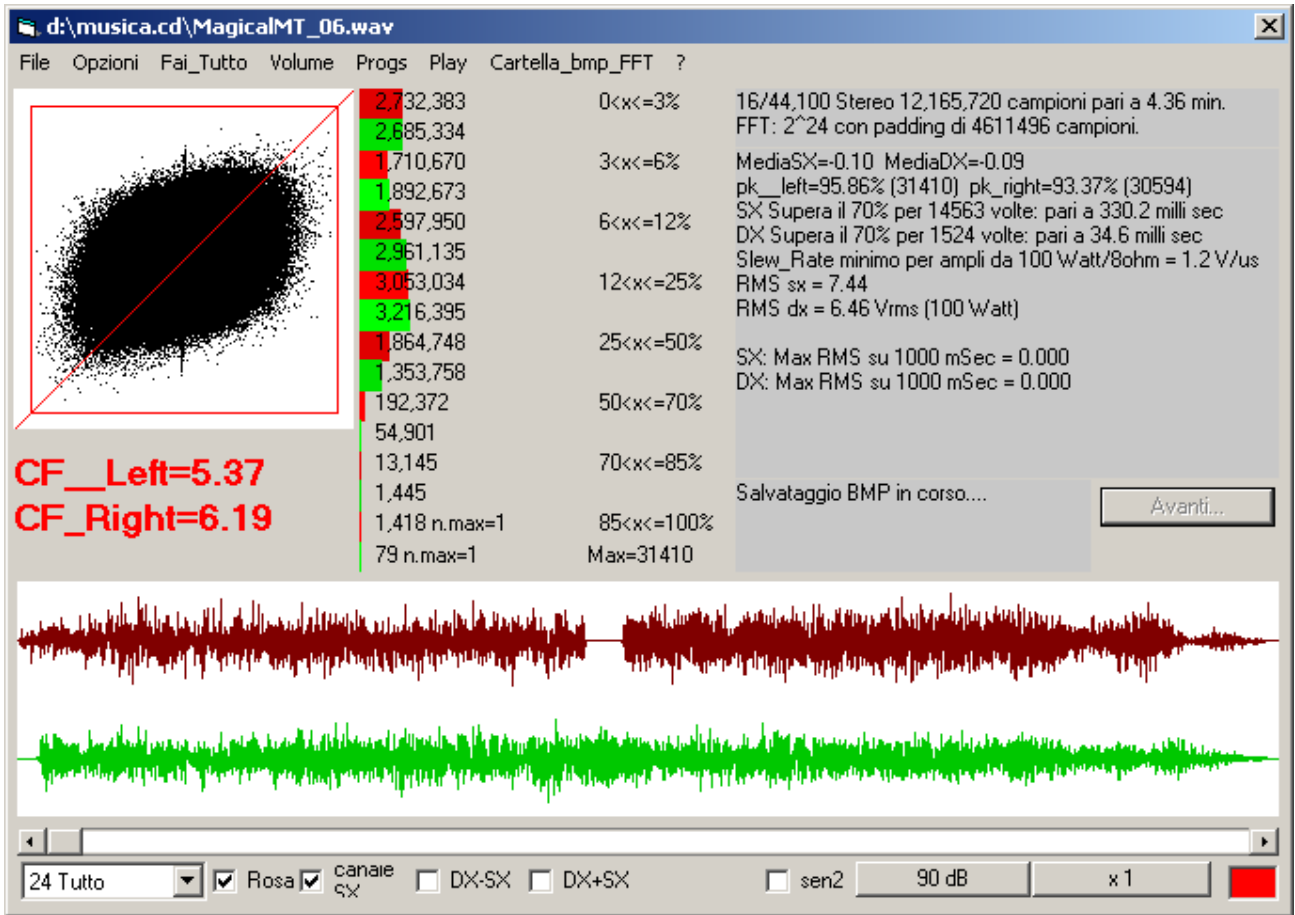 d:\musica.cd\MagicalMT_06.wav
File Opzioni Fai_Tutto Volume Progs Play Cartella_bmp_FFT ?
2,732,383 0<x<=3%
2,685,334
1,710,670 3<x<=6%
1,892,673
2,597,950 6<x<=12%
2,961,135
3,053,034 12<x<=25%
3,216,395
1,864,748 25<x<=50%
1,353,758
192,372 50<x<=70%
54,901
13,145 70<x<=85%
1,445
1,418 n.max=1 85<x<=100%
79 n.max=1 Max=31410
16/44,100 Stereo 12,165,720 campioni pari a 4.36 min.
FFT: 2^24 con padding di 4611496 campioni.
MediaSX=-0.10 MediaDX=-0.09
pk__left=95.86% (31410) pk_right=93.37% (30594)
SX Supera il 70% per 14563 volte: pari a 330.2 milli sec
DX Supera il 70% per 1524 volte: pari a 34.6 milli sec
Slew_Rate minimo per ampli da 100 Watt/8ohm = 1.2 V/us
RMS sx = 7.44
RMS dx = 6.46 Vrms (100 Watt)
SX: Max RMS su 1000 mSec = 0.000
DX: Max RMS su 1000 mSec = 0.000
CF__Left=5.37
CF_Right=6.19
Salvataggio BMP in corso....
Avanti...
24 Tutto Rosa canale SX DX-SX DX+SX sen2 90 dB x 1